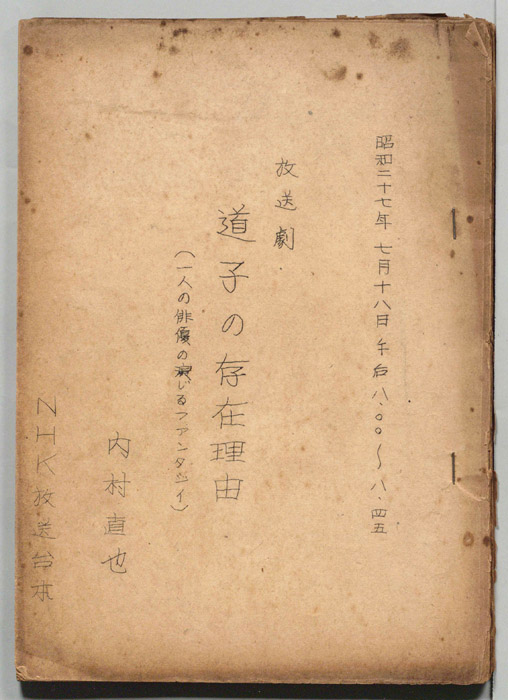 昭和二十七年 七月十八日 午后八、〇〇〜八、四五
放送劇
道子の存在理由
(一人の俳優の演じるファンタジイ)
内村直也
NHK放送台本